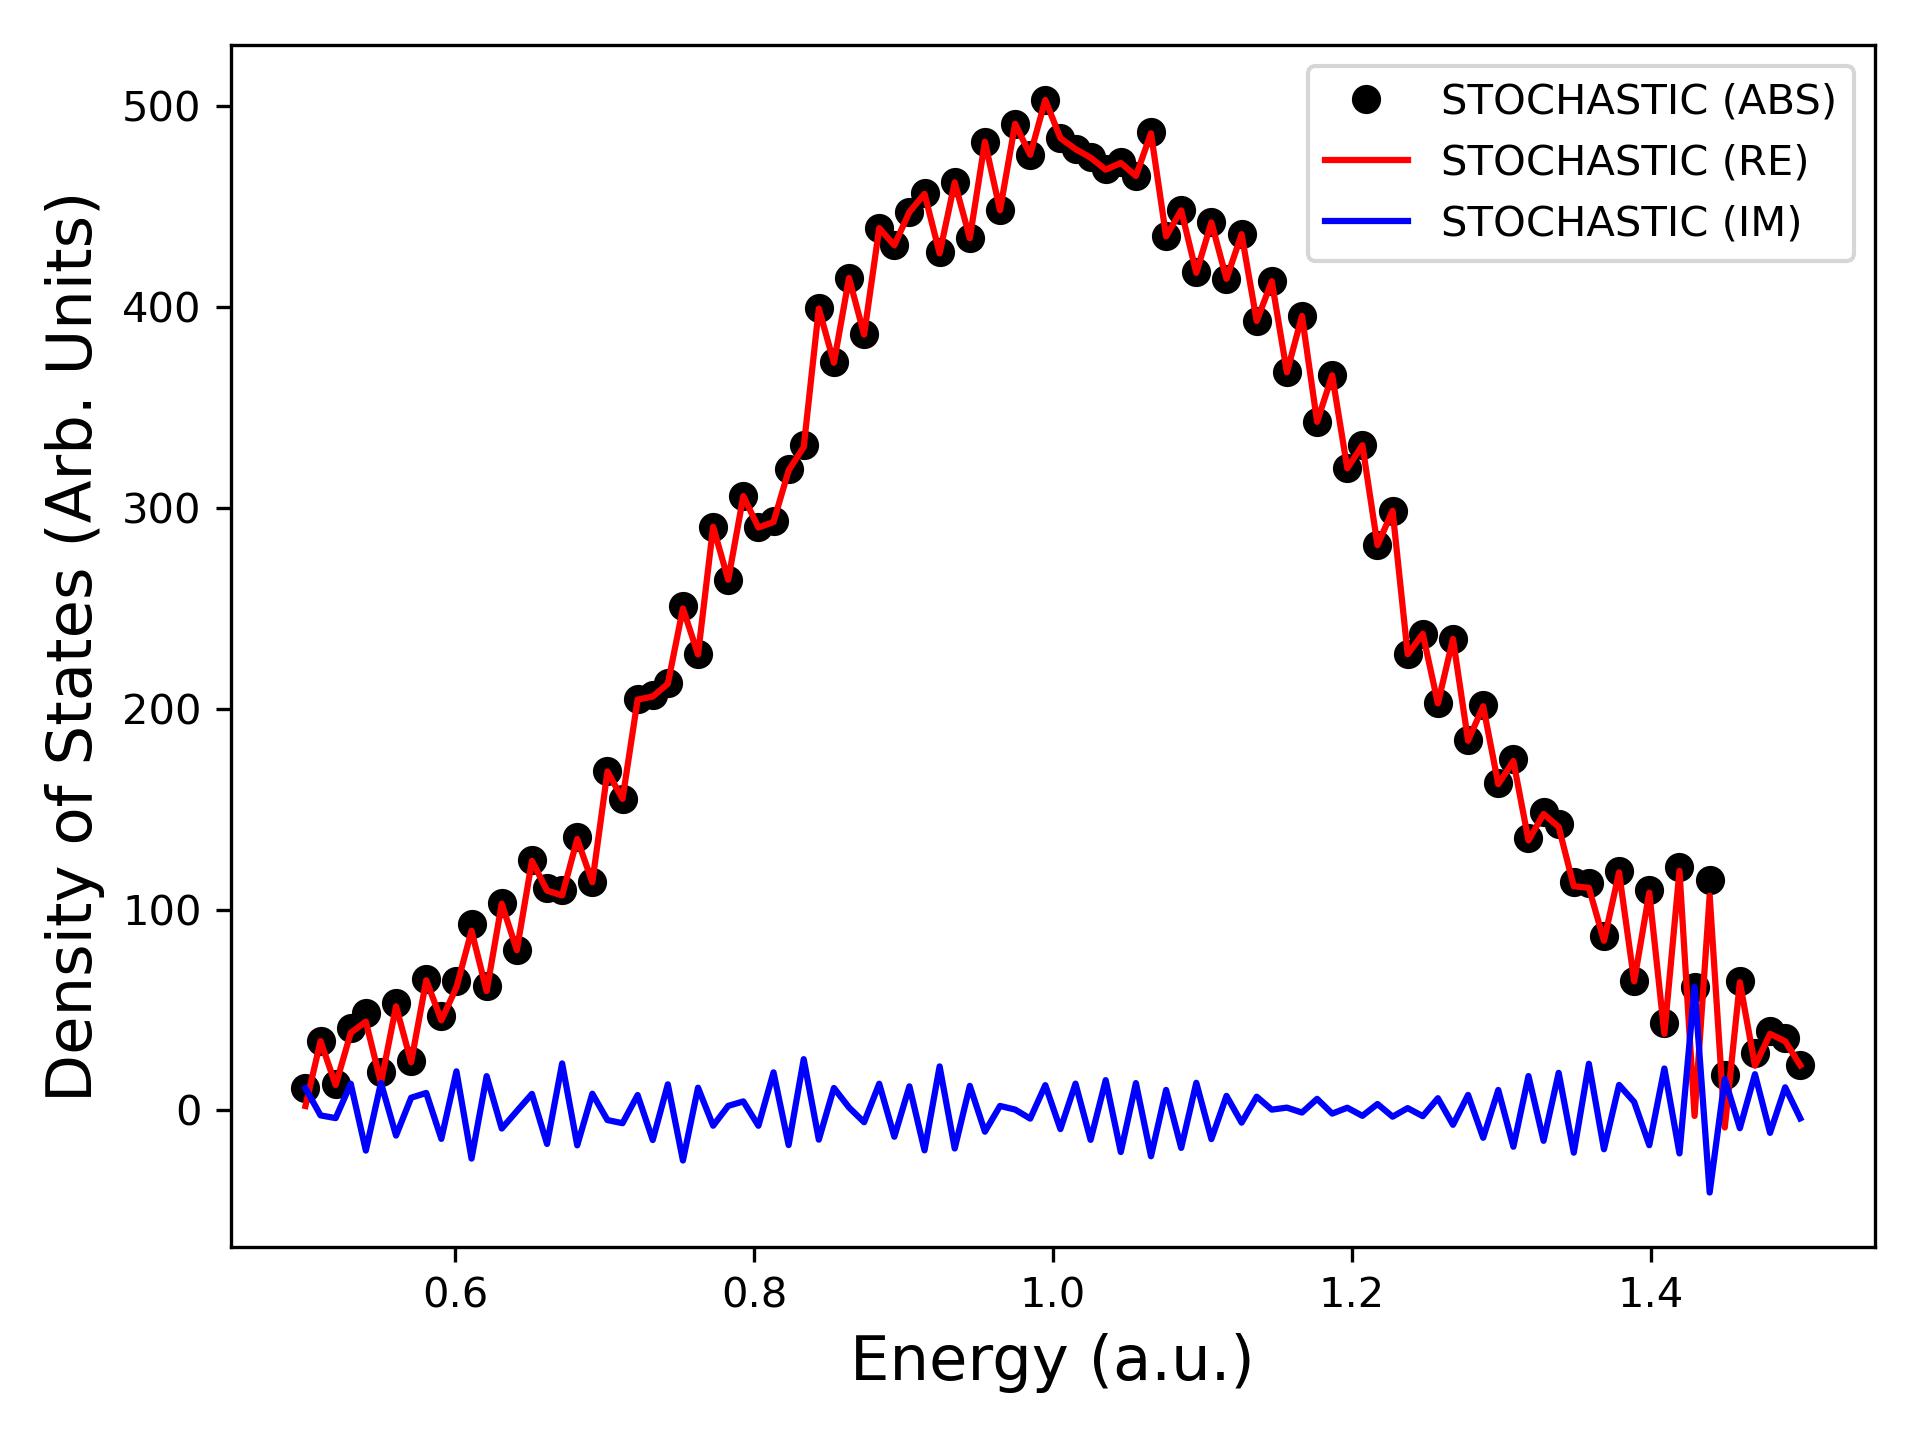 500
400
300
200
100
0
Density of States (Arb. Units)
STOCHASTIC (ABS)
STOCHASTIC (RE)
STOCHASTIC (IM)
0.6 0.8 1.0 1.2 1.4
Energy (a.u.)